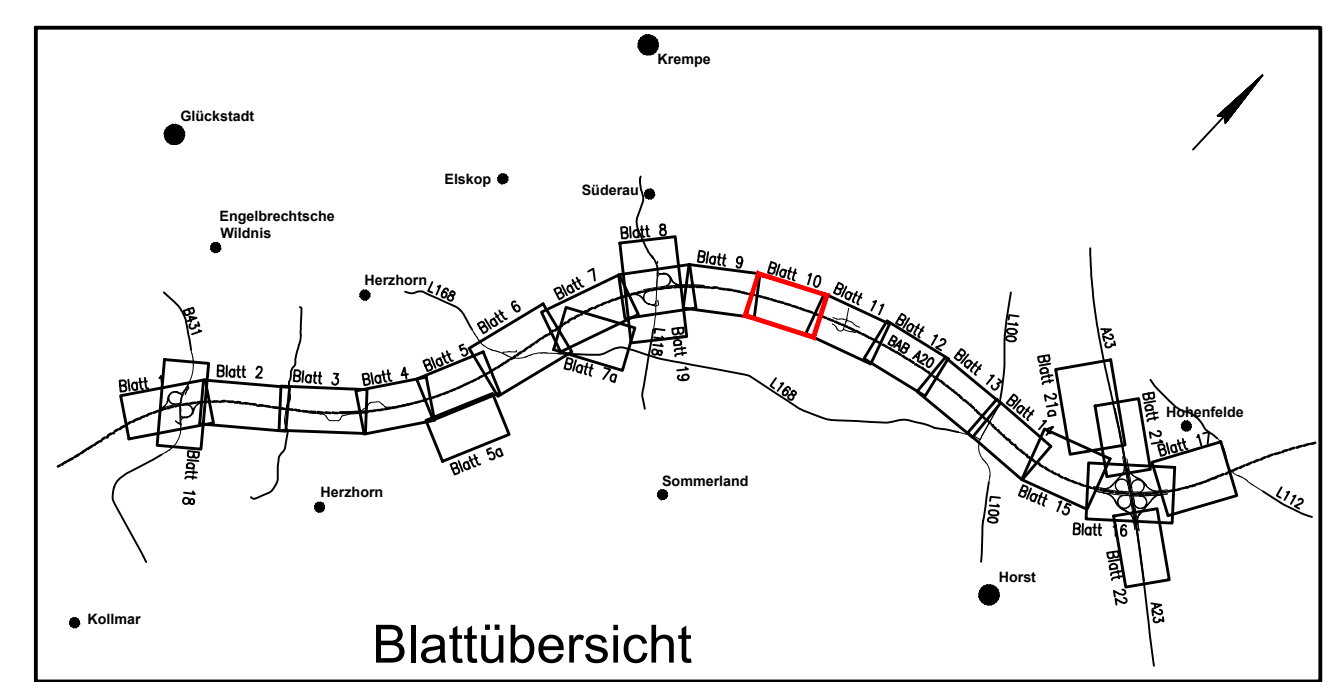 Krempe
Glückstadt
Elskop
Süderau
Engelbrechtsche
Wildnis
Herzhorn
L168
B431
Blatt 1
Blatt 2
Blatt 3
Blatt 4
Blatt 5
Blatt 5a
Blatt 6
Blatt 7
Blatt 7a
Blatt 8
Blatt 9
Blatt 10
Blatt 11
Blatt 12
Blatt 13
Blatt 14
Blatt 15
Blatt 16
Blatt 17
Blatt 18
Blatt 19
Blatt 21
Blatt 21a
Blatt 22
BAB A20
L118
L168
L100
L100
A23
A23
L112
Hohenfelde
Herzhorn
Sommerland
Horst
Kollmar
Blattübersicht